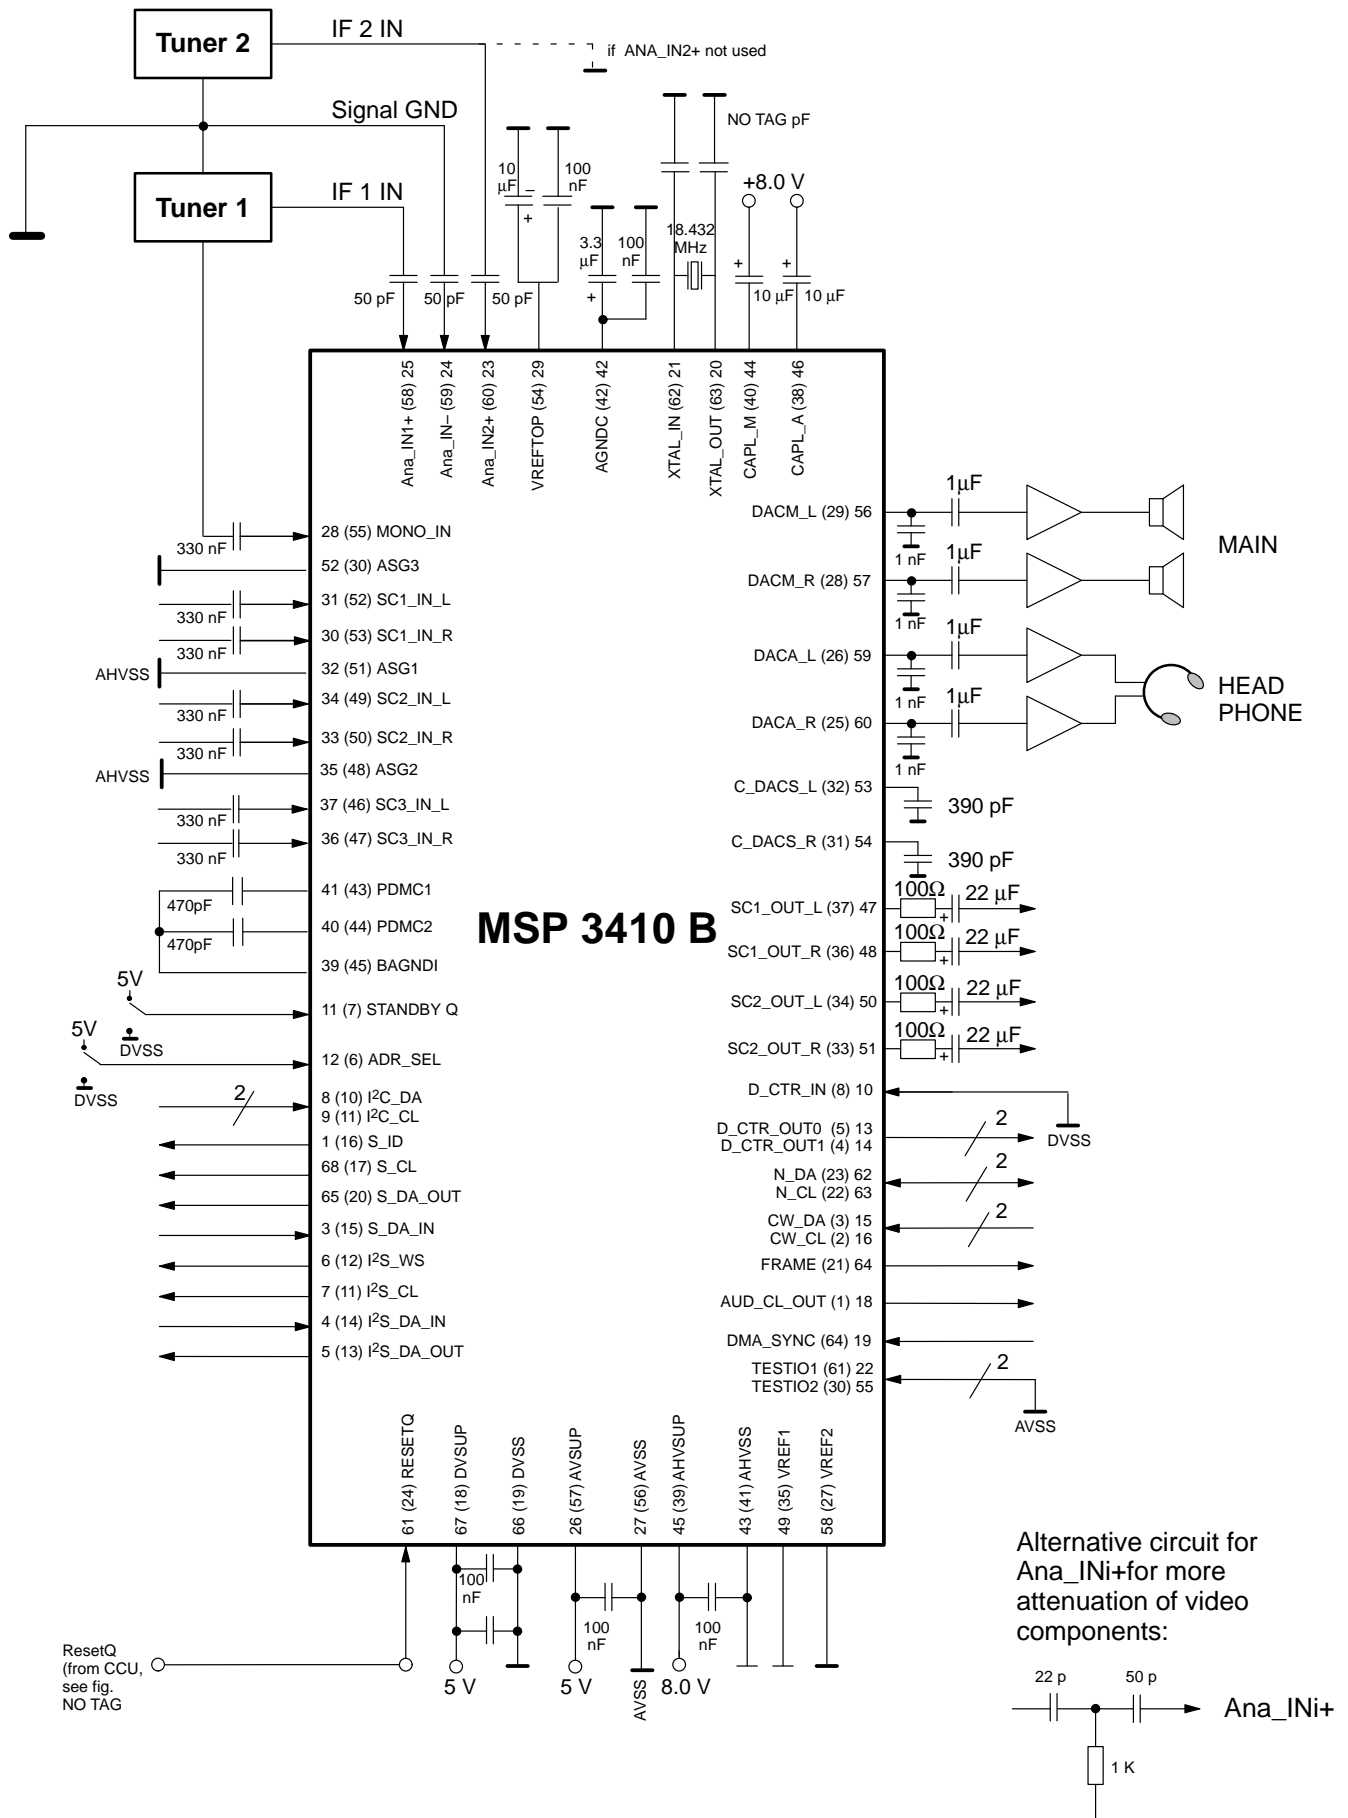 Tuner 2
IF 2 IN
if ANA_IN2+ not used
Signal GND
NO TAG pF
10
µF
–
+
100
nF
+8.0 V
Tuner 1
IF 1 IN
3.3
µF
+
100
nF
18.432
MHz
+
+
50 pF
50 pF
50 pF
10 µF
10 µF
Ana_IN1+ (58) 25
Ana_IN– (59) 24
Ana_IN2+ (60) 23
VREFTOP (54) 29
AGNDC (42) 42
XTAL_IN (62) 21
XTAL_OUT (63) 20
CAPL_M (40) 44
CAPL_A (38) 46
330 nF
28 (55) MONO_IN
52 (30) ASG3
330 nF
31 (52) SC1_IN_L
330 nF
30 (53) SC1_IN_R
AHVSS
32 (51) ASG1
330 nF
34 (49) SC2_IN_L
330 nF
33 (50) SC2_IN_R
AHVSS
35 (48) ASG2
330 nF
37 (46) SC3_IN_L
330 nF
36 (47) SC3_IN_R
470pF
41 (43) PDMC1
470pF
40 (44) PDMC2
39 (45) BAGNDI
5V
DVSS
11 (7) STANDBY Q
5V
DVSS
12 (6) ADR_SEL
2
8 (10) I²C_DA
9 (11) I²C_CL
1 (16) S_ID
68 (17) S_CL
65 (20) S_DA_OUT
3 (15) S_DA_IN
6 (12) I²S_WS
7 (11) I²S_CL
4 (14) I²S_DA_IN
5 (13) I²S_DA_OUT
MSP 3410 B
DACM_L (29) 56
1µF
1 nF
DACM_R (28) 57
1µF
1 nF
MAIN
DACA_L (26) 59
1µF
1 nF
DACA_R (25) 60
1µF
1 nF
HEAD
PHONE
C_DACS_L (32) 53
390 pF
C_DACS_R (31) 54
390 pF
SC1_OUT_L (37) 47
100Ω
+
22 µF
SC1_OUT_R (36) 48
100Ω
+
22 µF
SC2_OUT_L (34) 50
100Ω
+
22 µF
SC2_OUT_R (33) 51
100Ω
+
22 µF
D_CTR_IN (8) 10
DVSS
D_CTR_OUT0 (5) 13
D_CTR_OUT1 (4) 14
2
N_DA (23) 62
N_CL (22) 63
2
CW_DA (3) 15
CW_CL (2) 16
2
FRAME (21) 64
AUD_CL_OUT (1) 18
DMA_SYNC (64) 19
TESTIO1 (61) 22
TESTIO2 (30) 55
2
AVSS
61 (24) RESETQ
67 (18) DVSUP
66 (19) DVSS
26 (57) AVSUP
27 (56) AVSS
45 (39) AHVSUP
43 (41) AHVSS
49 (35) VREF1
58 (27) VREF2
100
nF
100
nF
100
nF
5 V
5 V
AVSS
8.0 V
ResetQ
(from CCU,
see fig.
NO TAG
Alternative circuit for
Ana_INi+for more
attenuation of video
components:
22 p
50 p
Ana_INi+
1 K